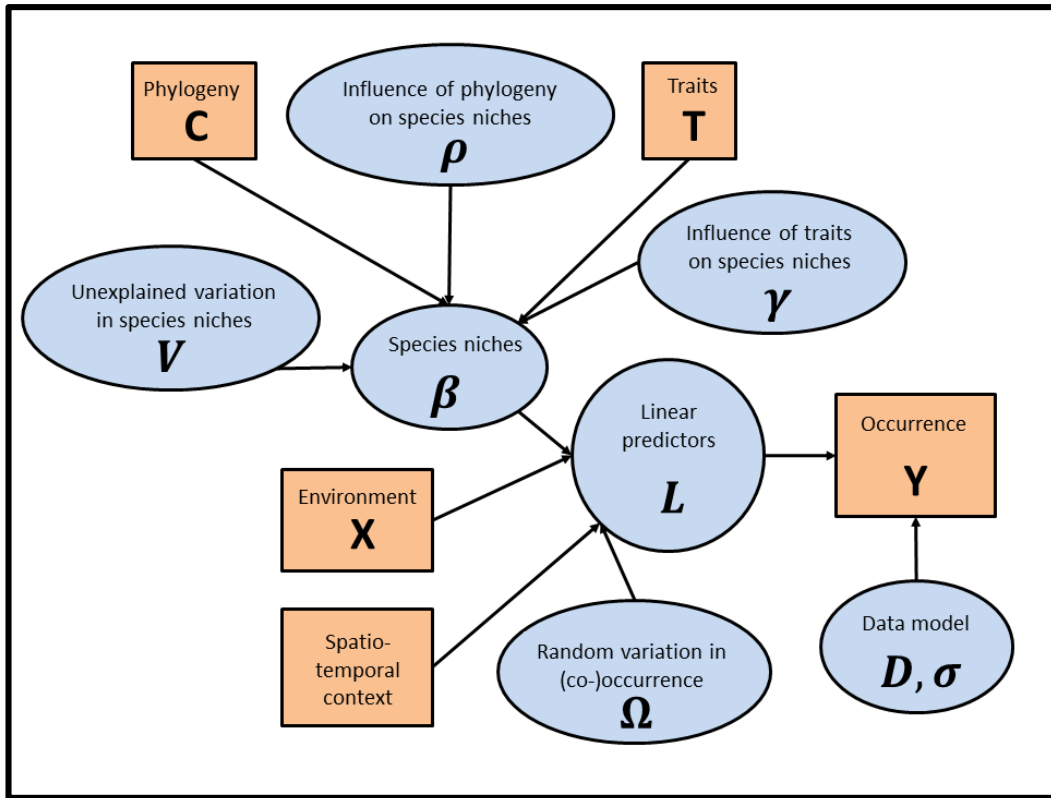 Phylogeny
C
Influence of phylogeny
on species niches
ρ
Traits
T
Influence of traits
on species niches
γ
Unexplained variation
in species niches
V
Species niches
β
Linear
predictors
L
Occurrence
Y
Environment
X
Spatio-
temporal
context
Random variation in
(co-)occurrence
Ω
Data model
D, σ